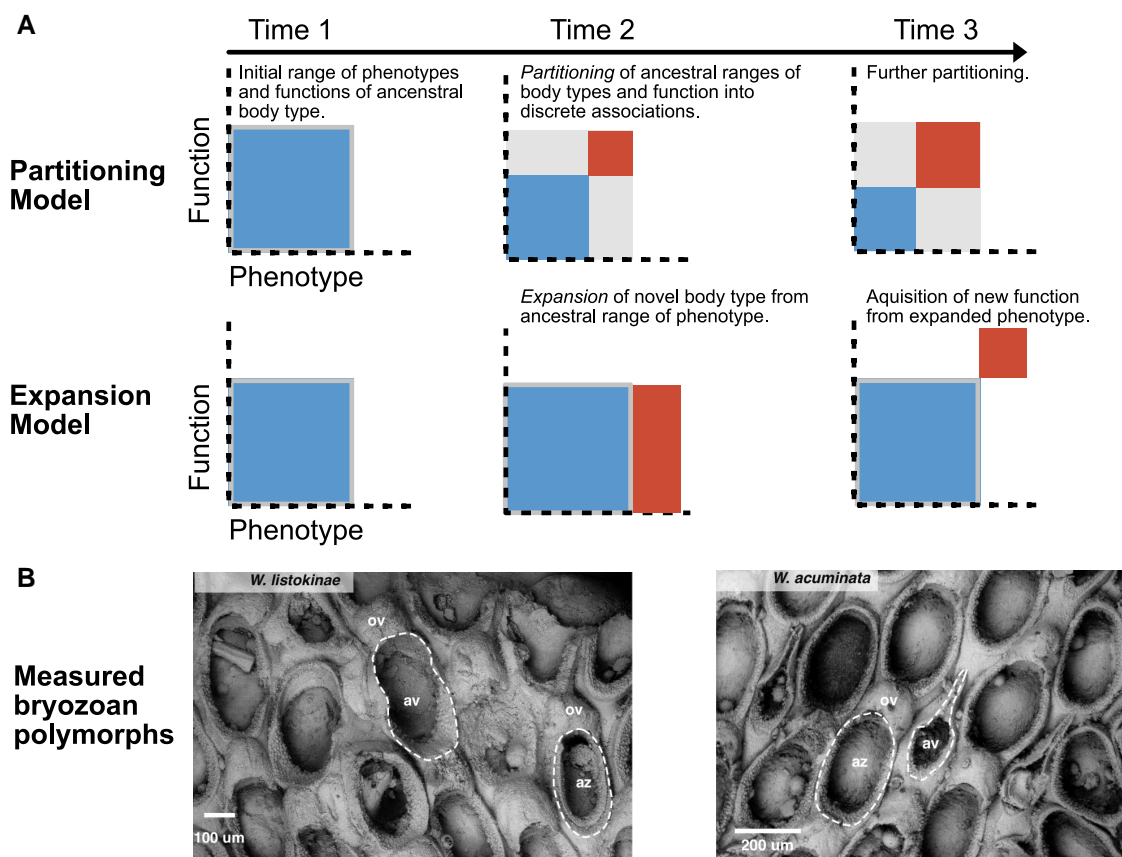 A
Time 1
Time 2
Time 3
Initial range of phenotypes
and functions of ancenstral
body type.
Partitioning of ancestral ranges of
body types and function into
discrete associations.
Further partitioning.
Partitioning
Model
Function
Phenotype
Expansion of novel body type from
ancestral range of phenotype.
Aquisition of new function
from expanded phenotype.
Expansion
Model
Function
Phenotype
B
Measured
bryozoan
polymorphs
W. listokinae
ov
av
ov
az
100 um
W. acuminata
ov
av
az
200 um